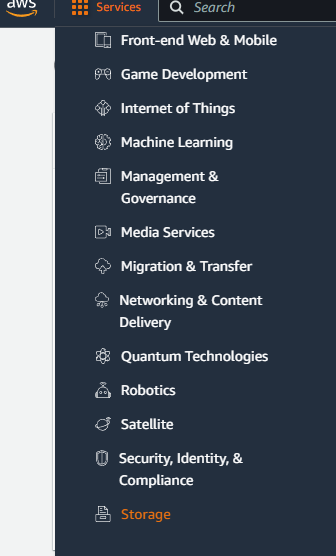 aws
Services
Search
Front-end Web & Mobile
Game Development
Internet of Things
Machine Learning
Management &
Governance
Media Services
Migration & Transfer
Networking & Content
Delivery
Quantum Technologies
Robotics
Satellite
Security, Identity, &
Compliance
Storage